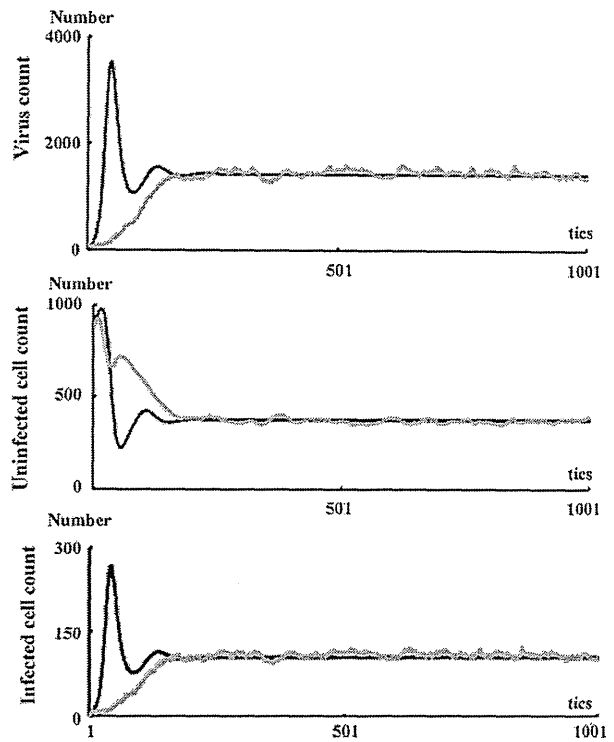 Number
4000
Virus count
2000
0
tics
501
1001
Number
1000
Uninfected cell count
500
0
tics
501
1001
Number
300
Infected cell count
150
0
tics
1
501
1001